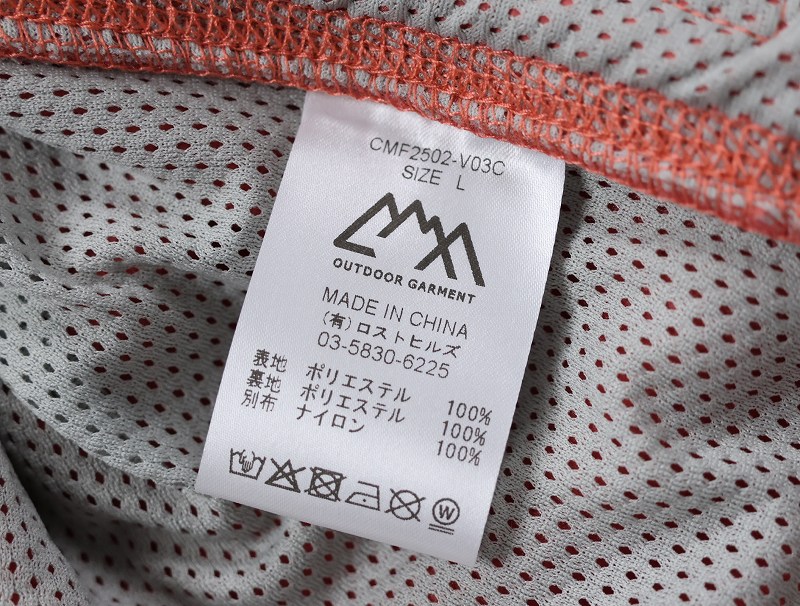 CMF2502-V03C
SIZE L
OUTDOOR GARMENT
MADE IN CHINA
(有)ロストヒルズ
03-5830-6225
表地 ポリエステル 100%
裏地 ポリエステル 100%
別布 ナイロン 100%
W